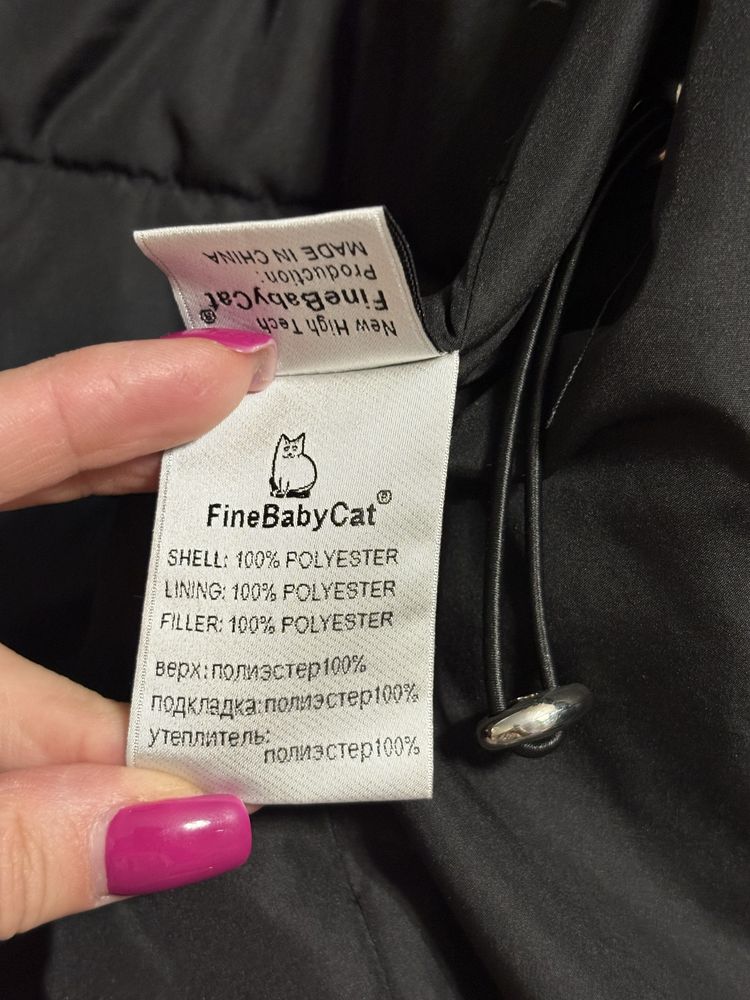 New High Tech
FineBabyCat®
Production:
MADE IN CHINA
FineBabyCat®
SHELL: 100% POLYESTER
LINING: 100% POLYESTER
FILLER: 100% POLYESTER
верх:полиэстер100%
подкладка:полиэстер100%
утеплитель:
полиэстер100%